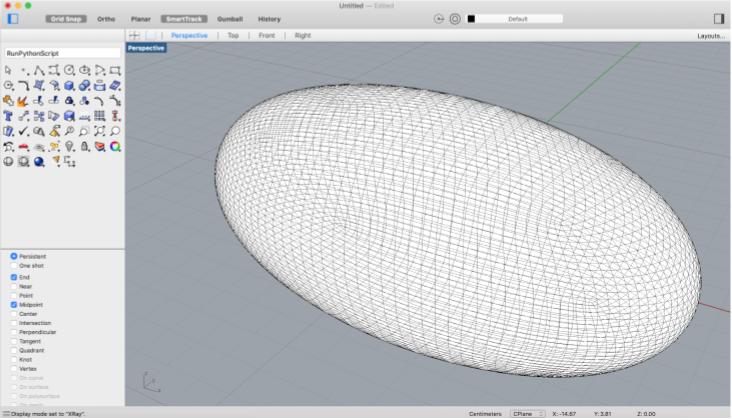 Untitled — Edited
Grid Snap Ortho Planar SmartTrack Gumball History Default
Perspective Top Front Right Layouts...
Perspective
RunPythonScript
Persistent
One shot
End
Near
Point
Midpoint
Center
Intersection
Perpendicular
Tangent
Quadrant
Knot
Vertex
On curve
On surface
On polysurface
Display mode set to "XRay". Centimeters CPlane X: -14.67 Y: 3.81 Z: 0.00